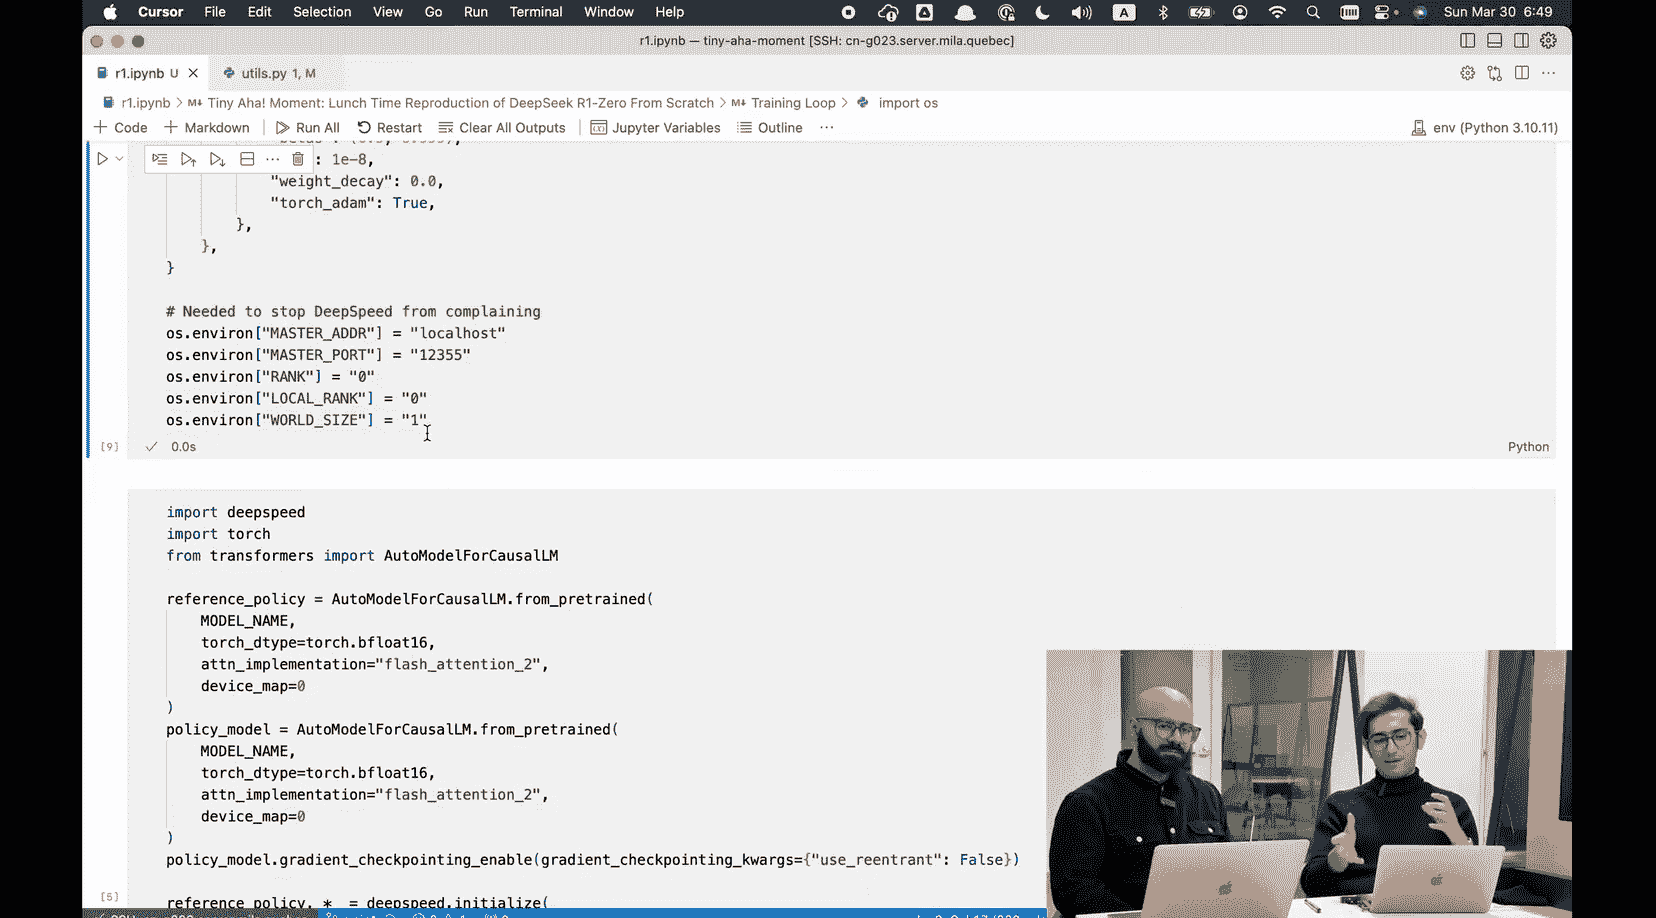 Cursor File Edit Selection View Go Run Terminal Window Help A Sun Mar 30 6:49
r1.ipynb — tiny-aha-moment [SSH: cn-g023.server.mila.quebec]
r1.ipynb U utils.py 1, M
r1.ipynb > M↓ Tiny Aha! Moment: Lunch Time Reproduction of DeepSeek R1-Zero From Scratch > M↓ Training Loop > import os
+ Code + Markdown Run All Restart Clear All Outputs Jupyter Variables Outline ... env (Python 3.10.11)
: 1e-8,
"weight_decay": 0.0,
"torch_adam": True,
},
},
}
# Needed to stop DeepSpeed from complaining
os.environ["MASTER_ADDR"] = "localhost"
os.environ["MASTER_PORT"] = "12355"
os.environ["RANK"] = "0"
os.environ["LOCAL_RANK"] = "0"
os.environ["WORLD_SIZE"] = "1"
[9] 0.0s Python
import deepspeed
import torch
from transformers import AutoModelForCausalLM
reference_policy = AutoModelForCausalLM.from_pretrained(
MODEL_NAME,
torch_dtype=torch.bfloat16,
attn_implementation="flash_attention_2",
device_map=0
)
policy_model = AutoModelForCausalLM.from_pretrained(
MODEL_NAME,
torch_dtype=torch.bfloat16,
attn_implementation="flash_attention_2",
device_map=0
)
policy_model.gradient_checkpointing_enable(gradient_checkpointing_kwargs={"use_reentrant": False})
[5]
reference_policy, *_ = deepspeed.initialize(